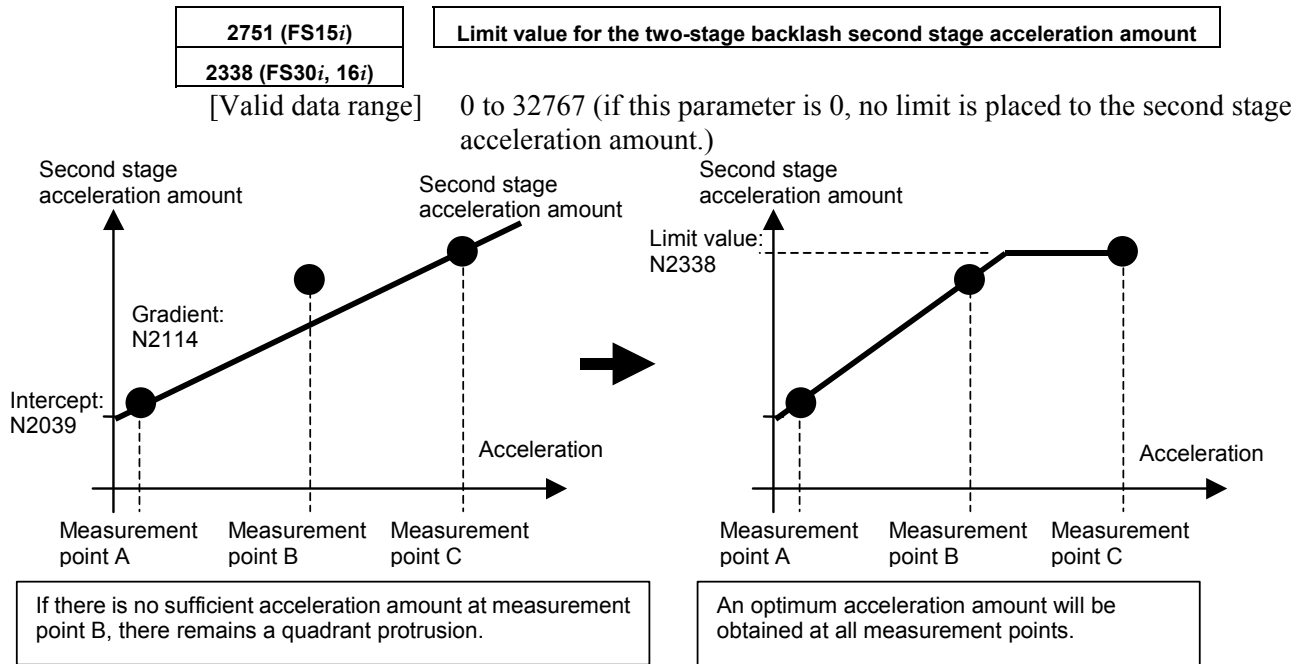 2751 (FS15i)
Limit value for the two-stage backlash second stage acceleration amount
2338 (FS30i, 16i)
[Valid data range] 0 to 32767 (if this parameter is 0, no limit is placed to the second stage
acceleration amount.)
Second stage
acceleration amount
Second stage
acceleration amount
Gradient:
N2114
Intercept:
N2039
Acceleration
Measurement
point A
Measurement
point B
Measurement
point C
If there is no sufficient acceleration amount at measurement
point B, there remains a quadrant protrusion.
Second stage
acceleration amount
Limit value:
N2338
Acceleration
Measurement
point A
Measurement
point B
Measurement
point C
An optimum acceleration amount will be
obtained at all measurement points.